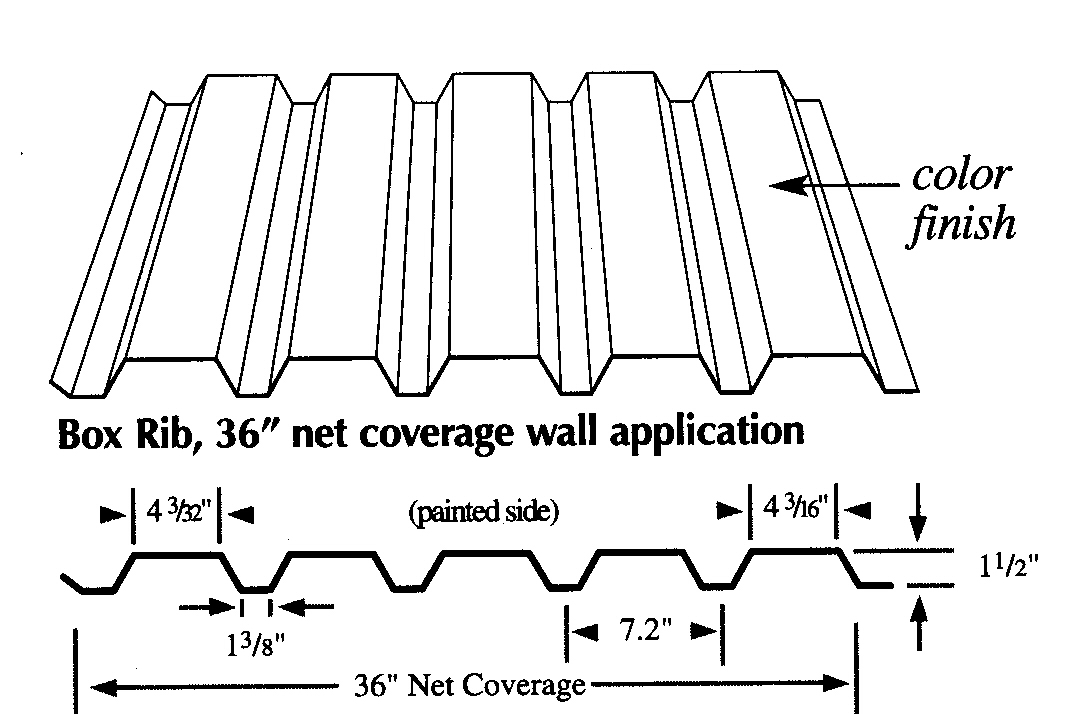 color
finish
Box Rib, 36" net coverage wall application
4 3/32" (painted side) 4 3/16"
1 1/2"
1 3/8" 7.2"
36" Net Coverage